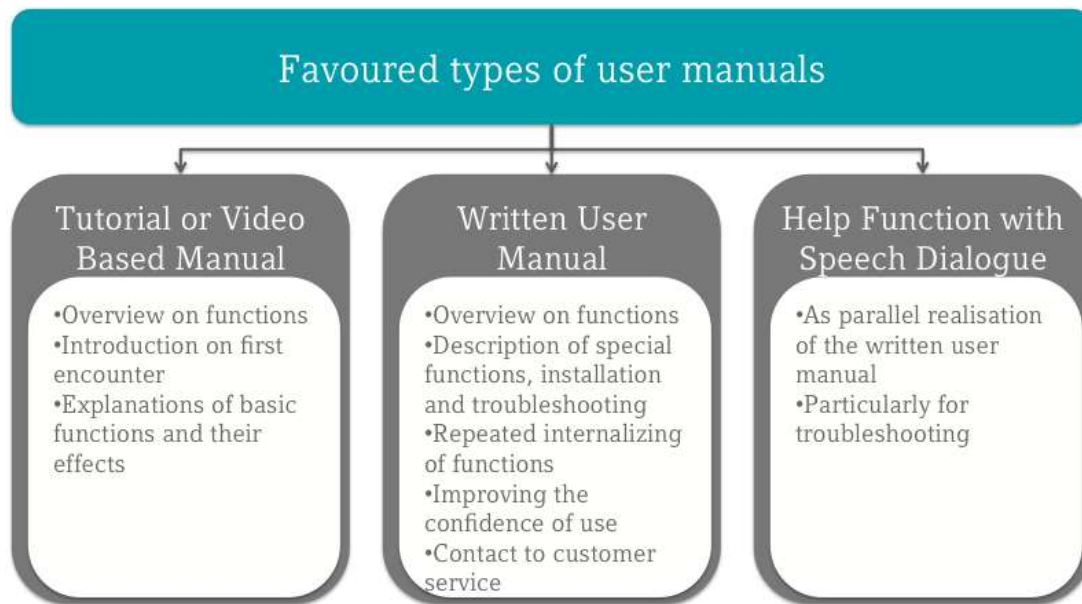 Favoured types of user manuals
Tutorial or Video
Based Manual
•Overview on functions
•Introduction on first
encounter
•Explanations of basic
functions and their
effects
Written User
Manual
•Overview on functions
•Description of special
functions, installation
and troubleshooting
•Repeated internalizing
of functions
•Improving the
confidence of use
•Contact to customer
service
Help Function with
Speech Dialogue
•As parallel realisation
of the written user
manual
•Particularly for
troubleshooting